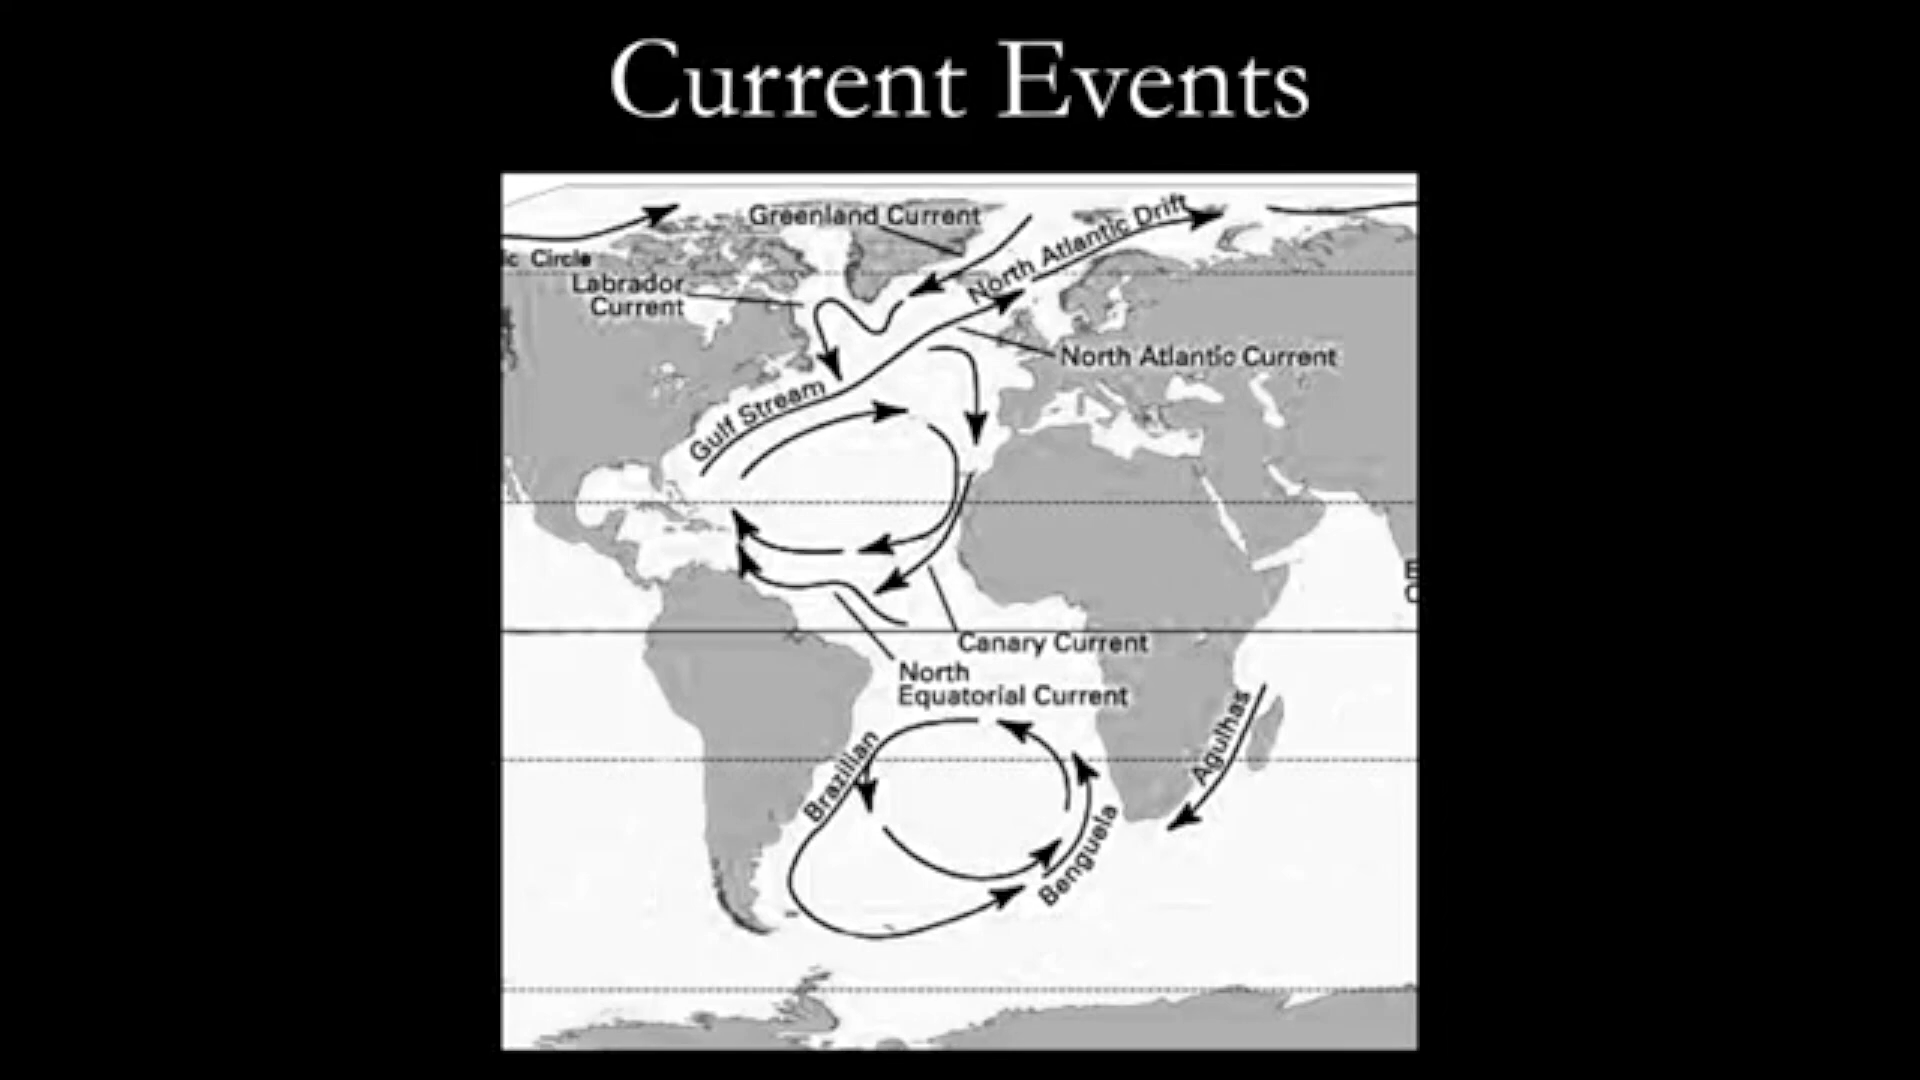 Current Events
Greenland Current
North Atlantic Drift
ic Circle
Labrador
Current
North Atlantic Current
Gulf Stream
E
C
Canary Current
North
Equatorial Current
Agulhas
Brazilian
Benguela